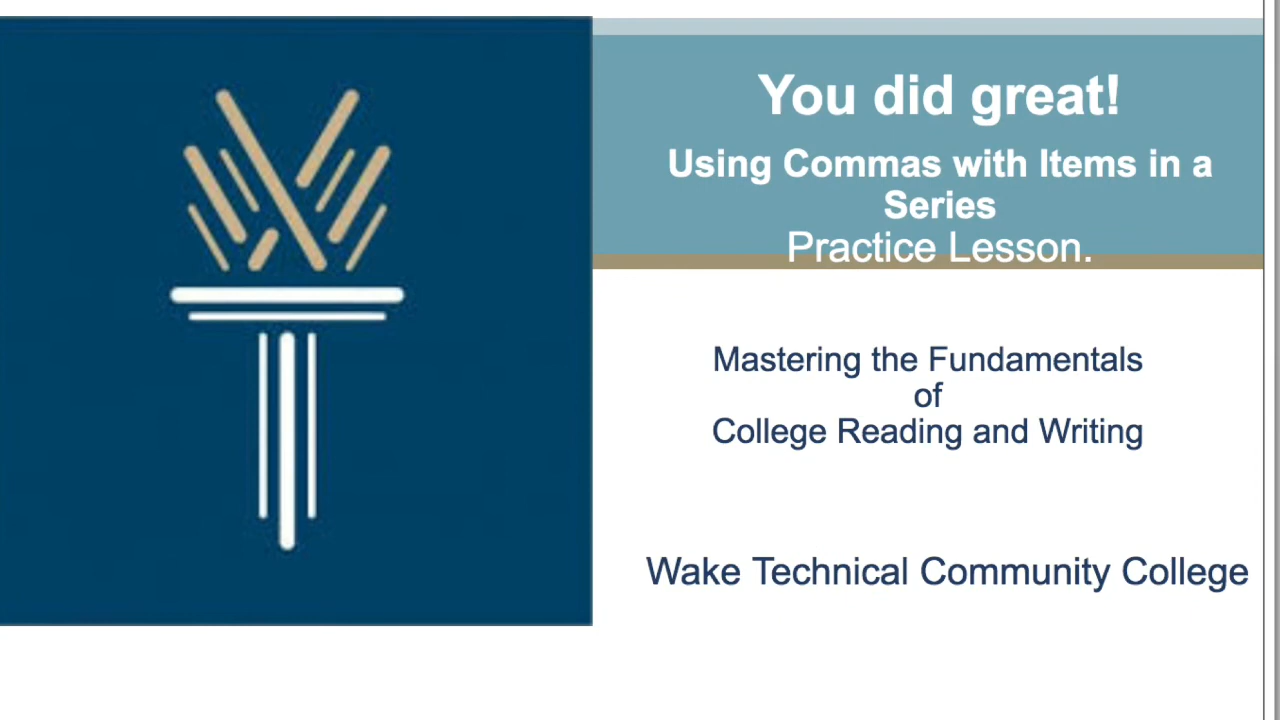 You did great!
Using Commas with Items in a
Series
Practice Lesson.
Mastering the Fundamentals
of
College Reading and Writing
Wake Technical Community College